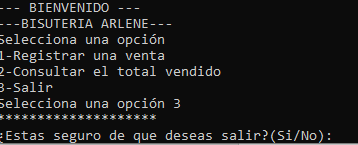 --- BIENVENIDO ---
---BISUTERIA ARLENE---
Selecciona una opción
1-Registrar una venta
2-Consultar el total vendido
3-Salir
Selecciona una opción 3
********************
¿Estas seguro de que deseas salir?(Si/No):